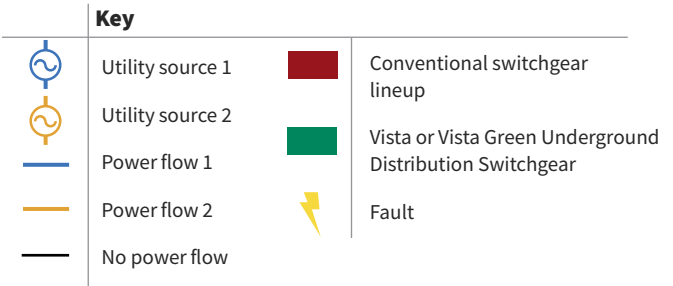 Key
Utility source 1
Utility source 2
Power flow 1
Power flow 2
No power flow
Conventional switchgear
lineup
Vista or Vista Green Underground
Distribution Switchgear
Fault